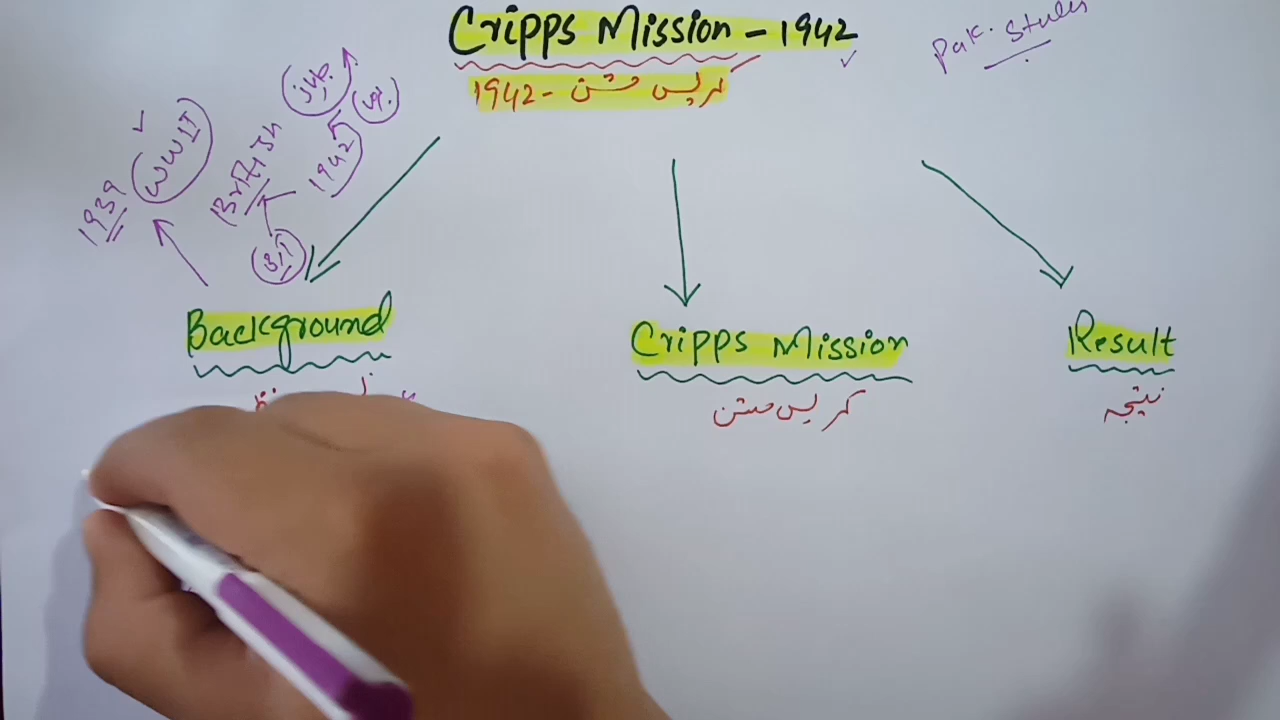 Cripps Mission - 1942
Pak. Studies
کرپس مشن - 1942
1939
WWII
British
1942
Background
Cripps Mission
کرپس مشن
Result
نتیجہ